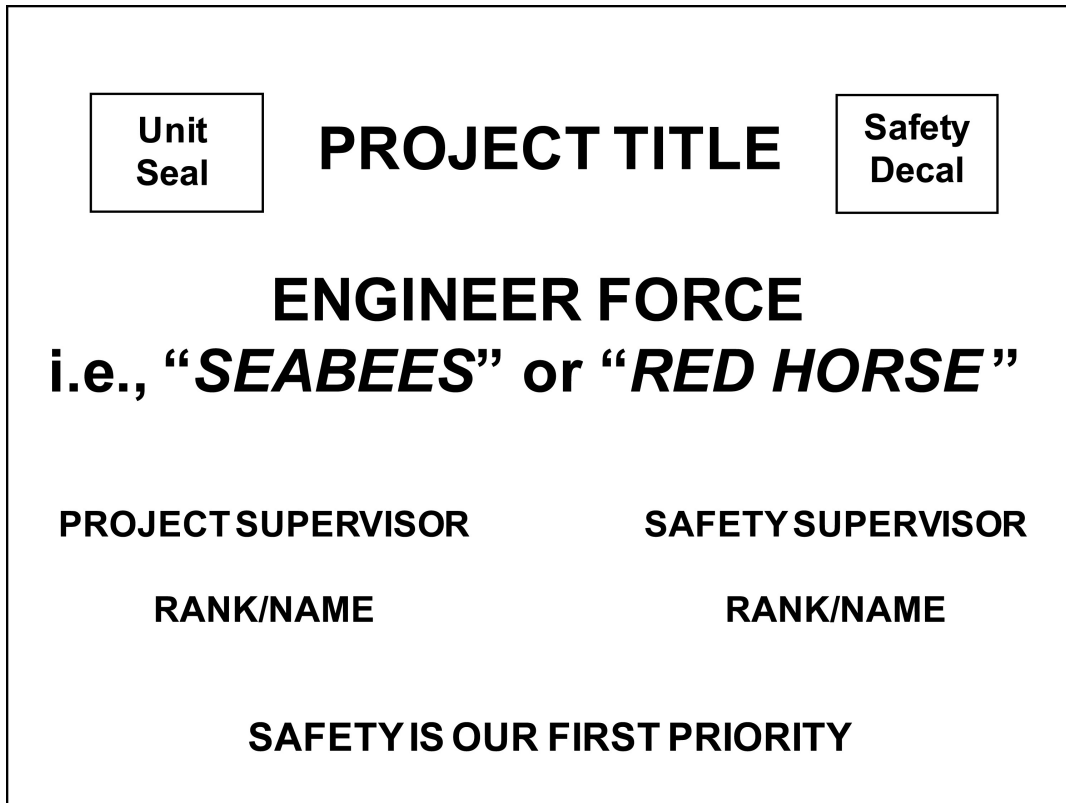 Unit
Seal
PROJECT TITLE
Safety
Decal
ENGINEER FORCE
i.e., “SEABEES” or “RED HORSE”
PROJECT SUPERVISOR
SAFETY SUPERVISOR
RANK/NAME
RANK/NAME
SAFETY IS OUR FIRST PRIORITY